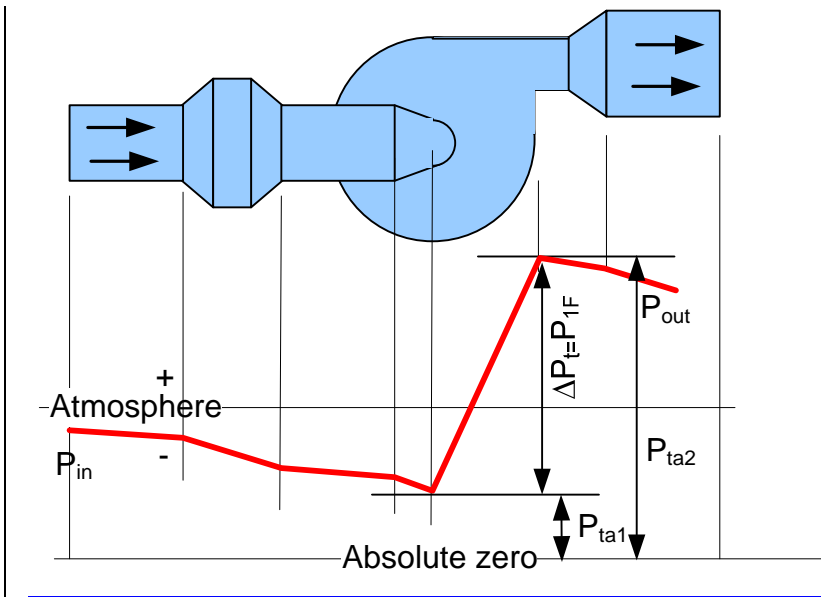 P_out
ΔP_t=P_1F
+
Atmosphere
-
P_in
P_ta2
P_ta1
Absolute zero